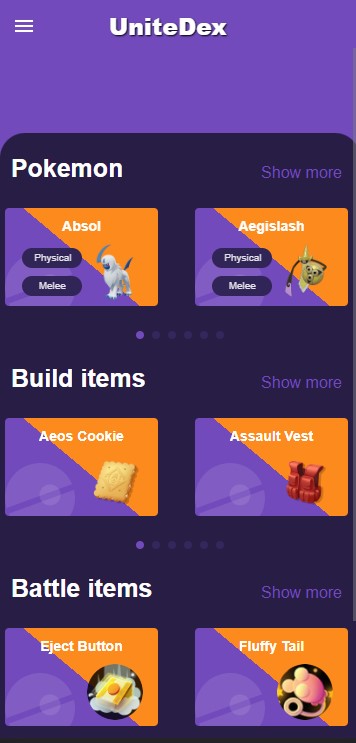 UniteDex
Pokemon
Show more
Absol
Physical
Melee
Aegislash
Physical
Melee
Build items
Show more
Aeos Cookie
Assault Vest
Battle items
Show more
Eject Button
Fluffy Tail